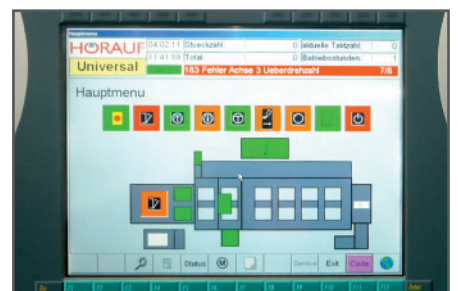 Hauptmenu
HÖRAUF 04.02.11 Stueckzahl: 0 aktuelle Taktzahl: 0
11:41:59 Total: 0 Betriebsstunden: 1
Universal 183 Fehler Achse 3 Ueberdrehzahl 7/6
Hauptmenu
Status M Service Exit Code